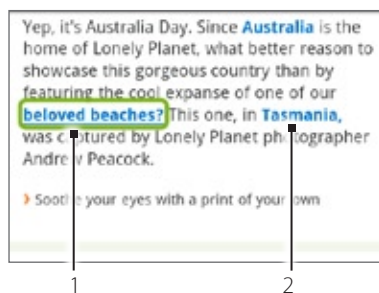 Yep, it's Australia Day. Since Australia is the
home of Lonely Planet, what better reason to
showcase this gorgeous country than by
featuring the cool expanse of one of our
beloved beaches? This one, in Tasmania,
was captured by Lonely Planet photographer
Andrew Peacock.
› Soothe your eyes with a print of your own
1 2